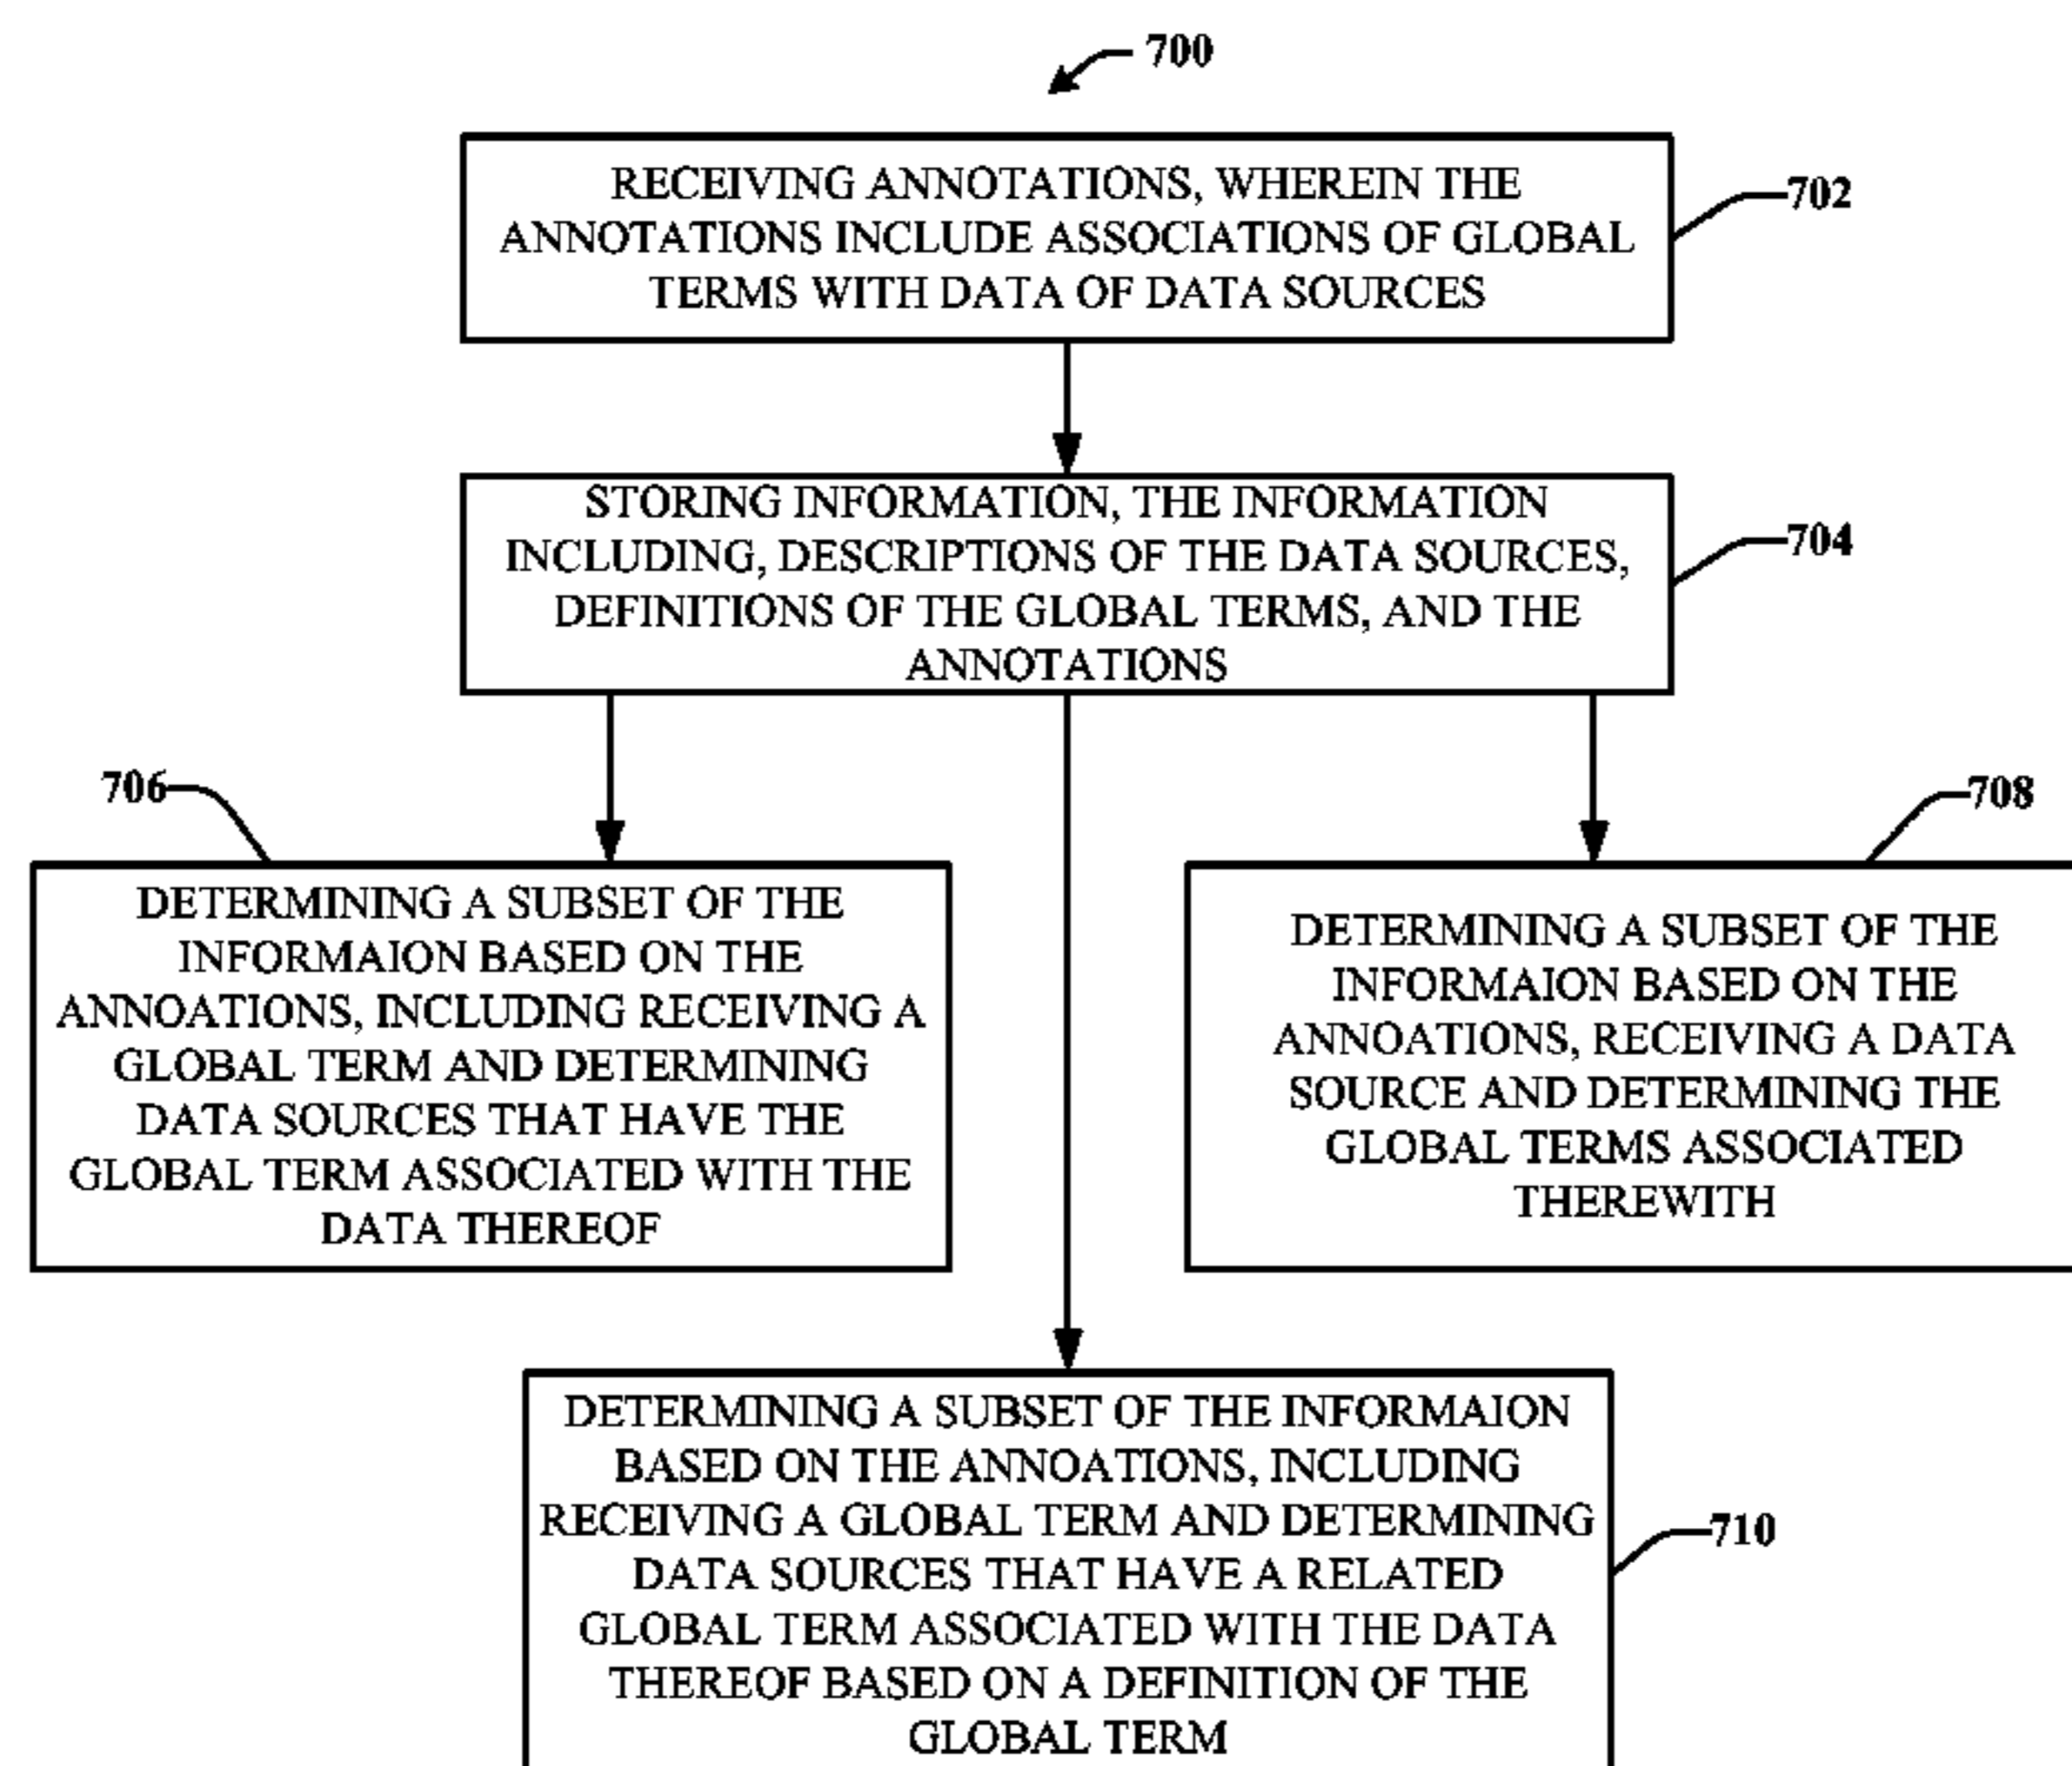 700
RECEIVING ANNOTATIONS, WHEREIN THE
ANNOTATIONS INCLUDE ASSOCIATIONS OF GLOBAL
TERMS WITH DATA OF DATA SOURCES
702
STORING INFORMATION, THE INFORMATION
INCLUDING, DESCRIPTIONS OF THE DATA SOURCES,
DEFINITIONS OF THE GLOBAL TERMS, AND THE
ANNOTATIONS
704
706
DETERMINING A SUBSET OF THE
INFORMAION BASED ON THE
ANNOATIONS, INCLUDING RECEIVING A
GLOBAL TERM AND DETERMINING
DATA SOURCES THAT HAVE THE
GLOBAL TERM ASSOCIATED WITH THE
DATA THEREOF
708
DETERMINING A SUBSET OF THE
INFORMAION BASED ON THE
ANNOATIONS, RECEIVING A DATA
SOURCE AND DETERMINING THE
GLOBAL TERMS ASSOCIATED
THEREWITH
DETERMINING A SUBSET OF THE INFORMAION
BASED ON THE ANNOATIONS, INCLUDING
RECEIVING A GLOBAL TERM AND DETERMINING
DATA SOURCES THAT HAVE A RELATED
GLOBAL TERM ASSOCIATED WITH THE DATA
THEREOF BASED ON A DEFINITION OF THE
GLOBAL TERM
710